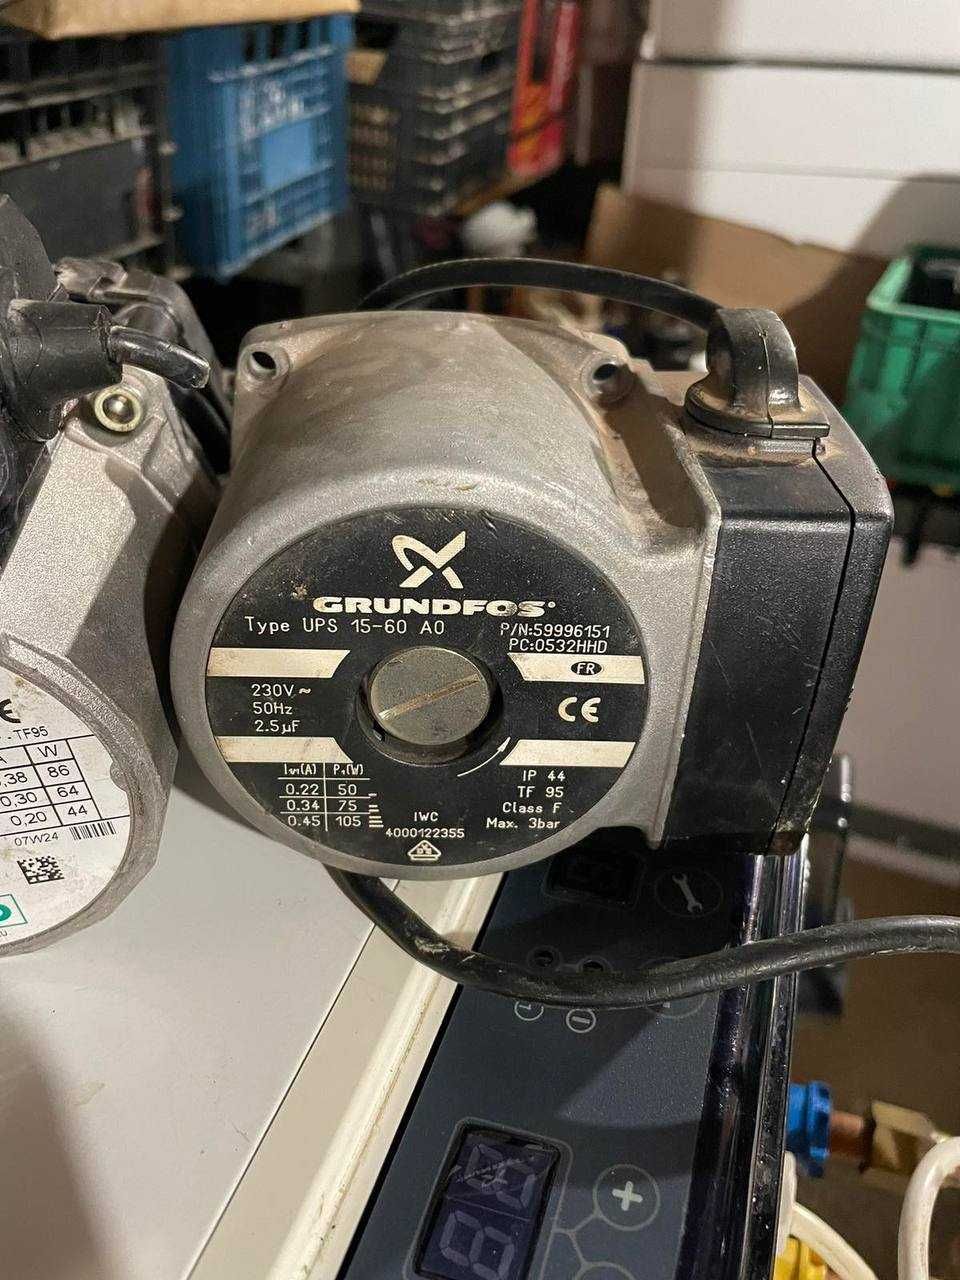 GRUNDFOS
Type UPS 15-60 AO
P/N:59996151
PC:0532HHD
FR
230V ~
50Hz
2.5µF
CE
I₁/₁(A) P₁(W)
0.22 50
0.34 75
0.45 105
IP 44
TF 95
Class F
Max. 3bar
IWC
4000122355
TF95
W
0,38 86
0,30 64
0,20 44
07W24